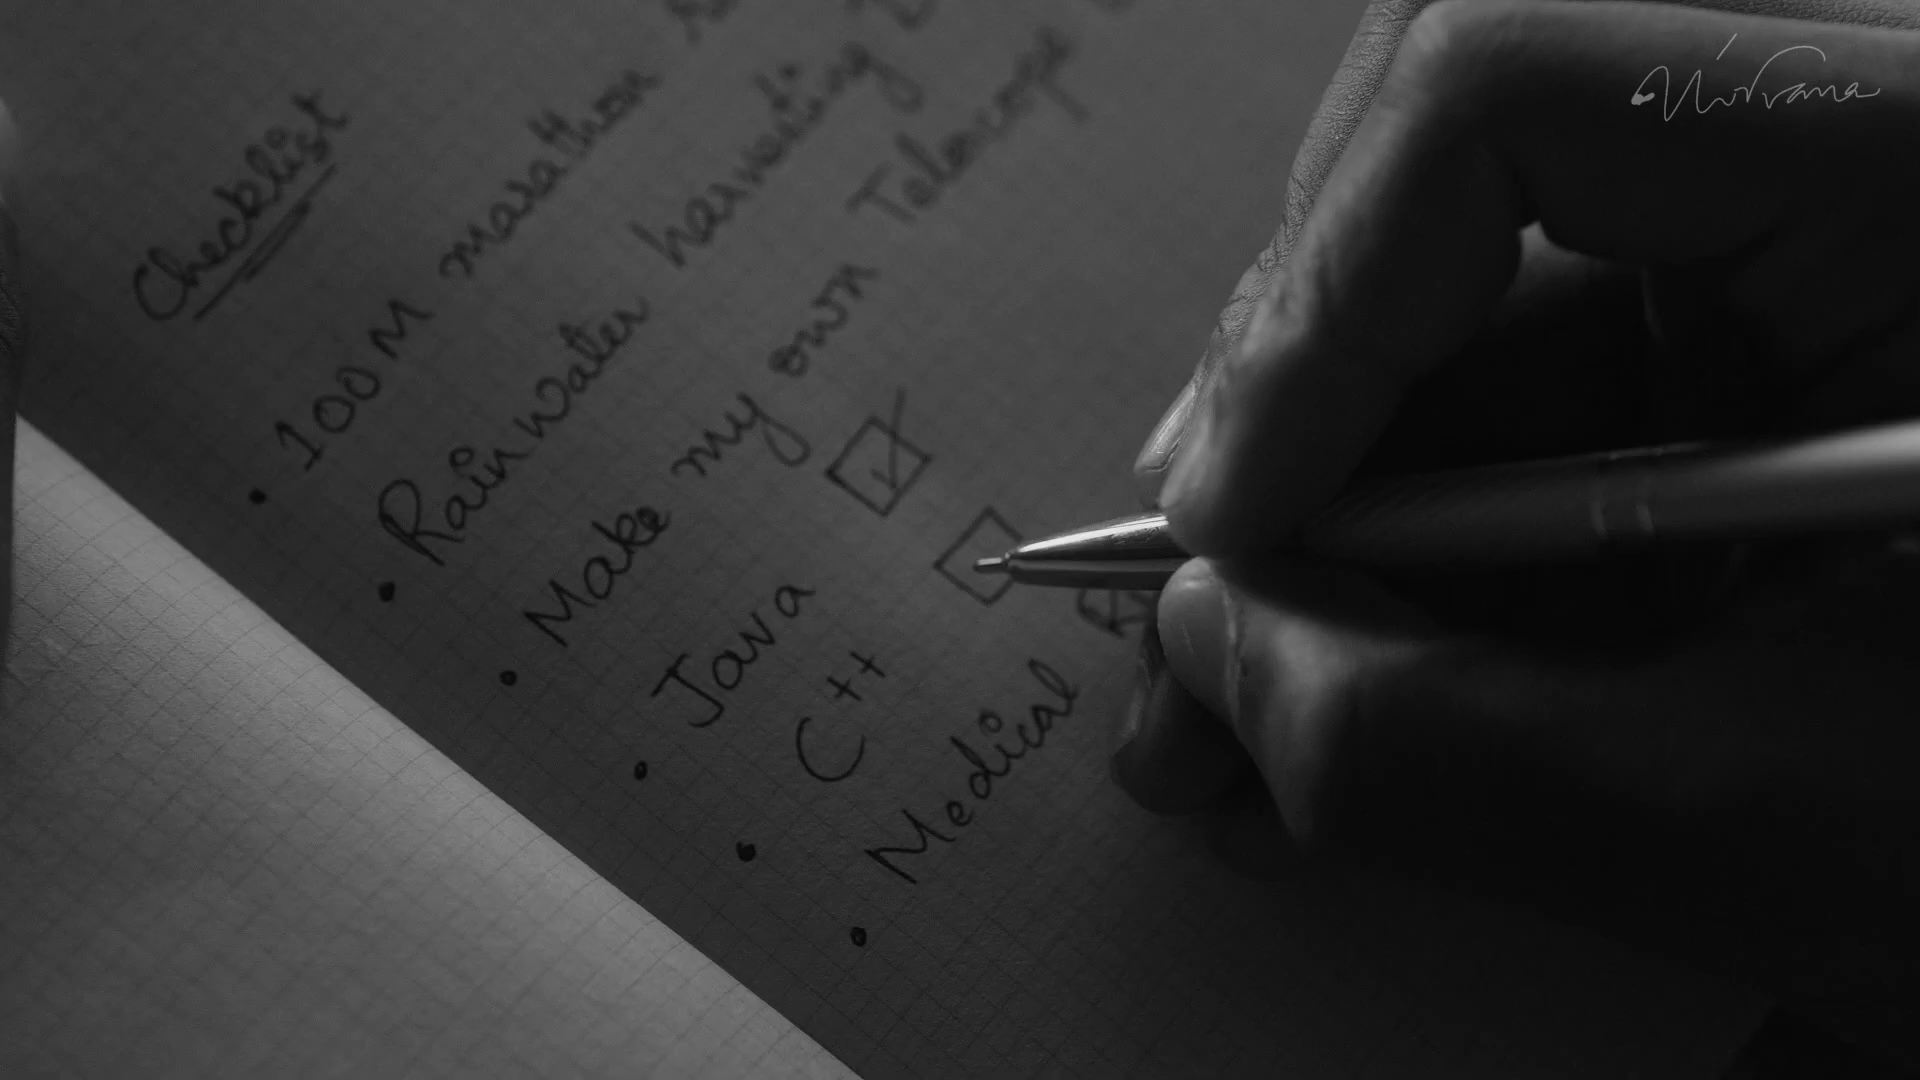 Nirvana
Checklist
100M marathon
Rainwater harvesting
Make my own Telescope
Java
C++
Medical